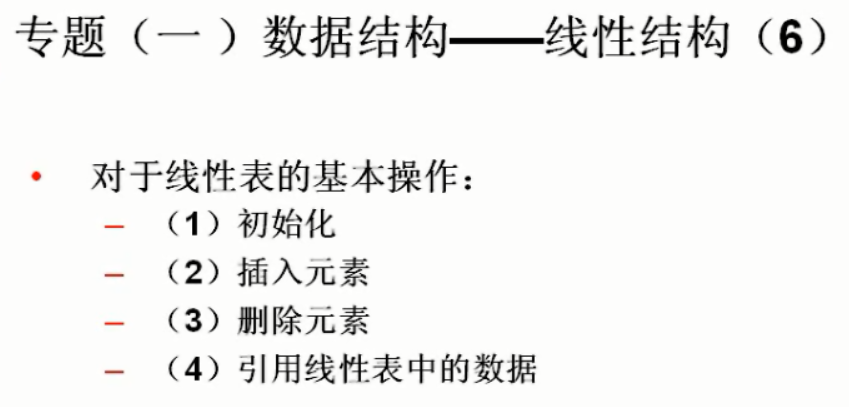 专题（一 ）数据结构——线性结构（6）
• 对于线性表的基本操作：
– （1）初始化
– （2）插入元素
– （3）删除元素
– （4）引用线性表中的数据